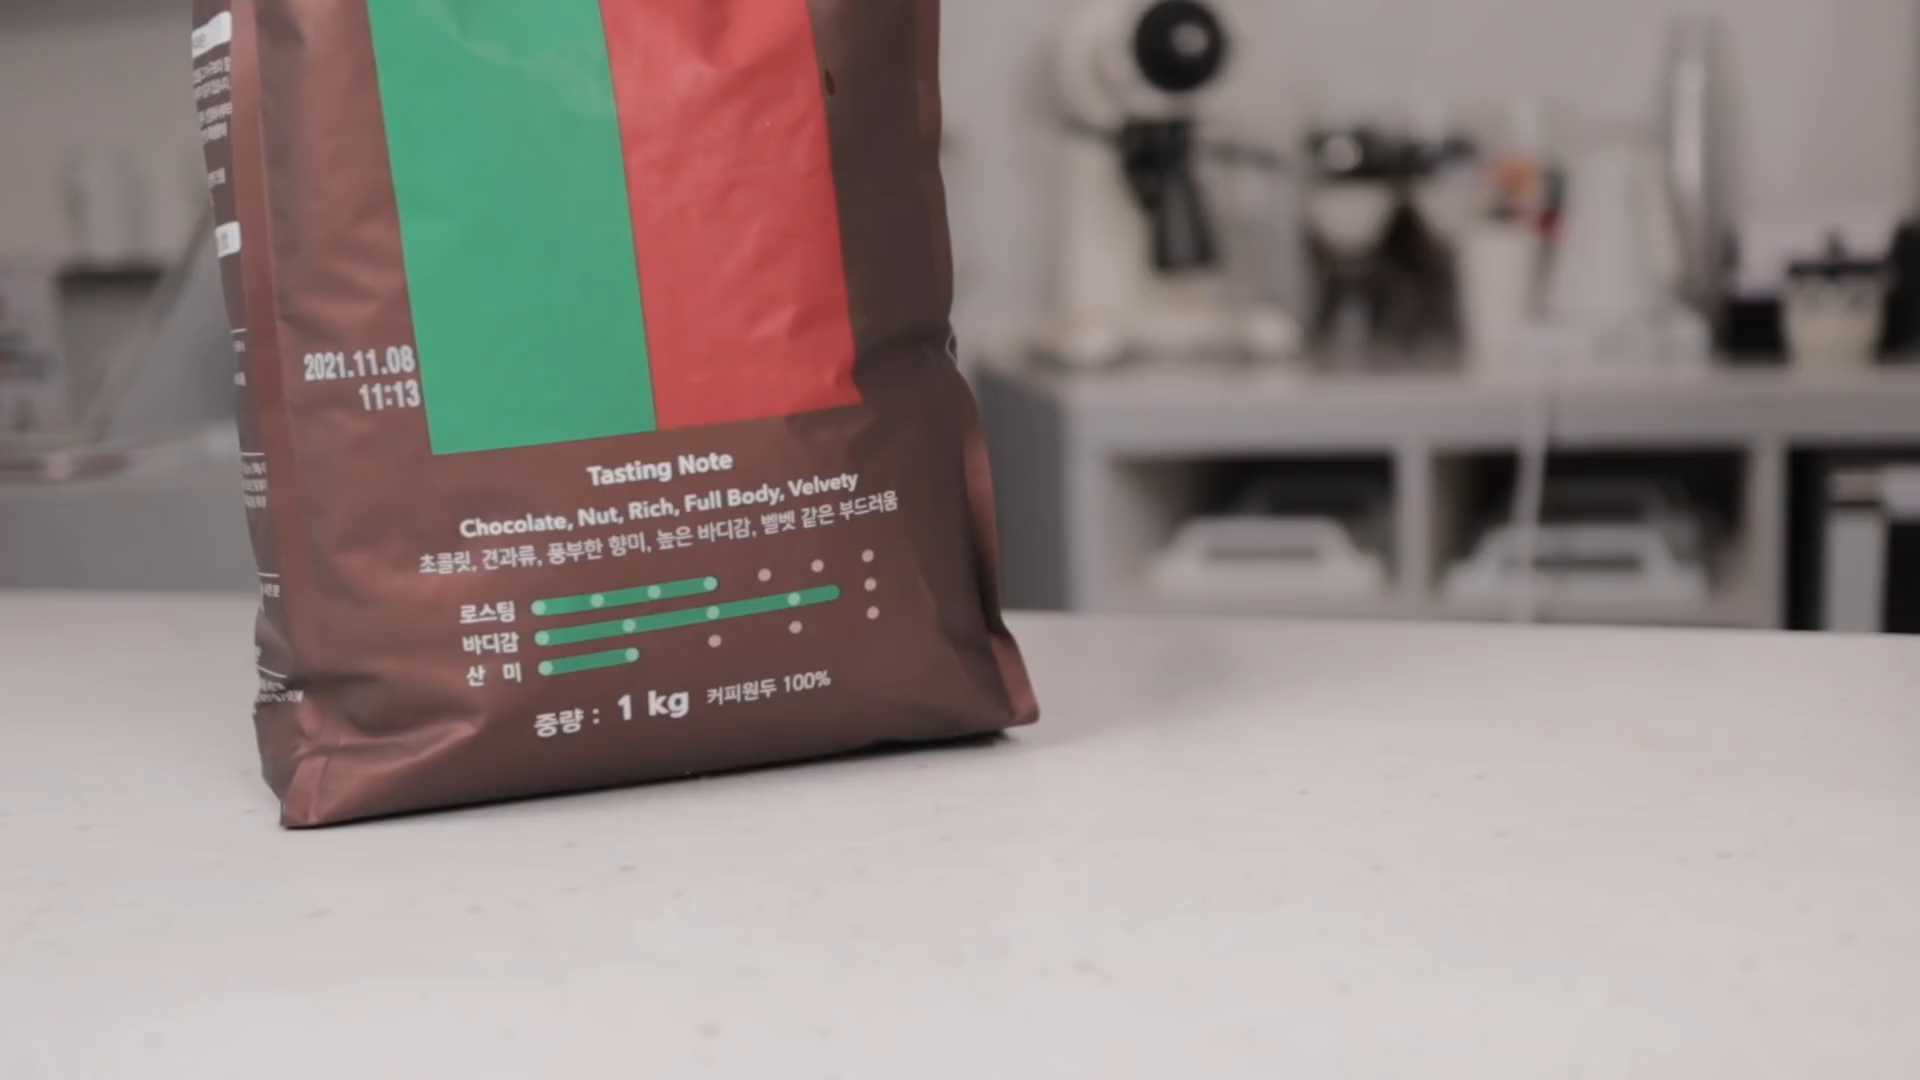 2021.11.08
11:13
Tasting Note
Chocolate, Nut, Rich, Full Body, Velvety
초콜릿, 견과류, 풍부한 향미, 높은 바디감, 벨벳 같은 부드러움
로스팅
바디감
산 미
중량 : 1 kg 커피원두 100%